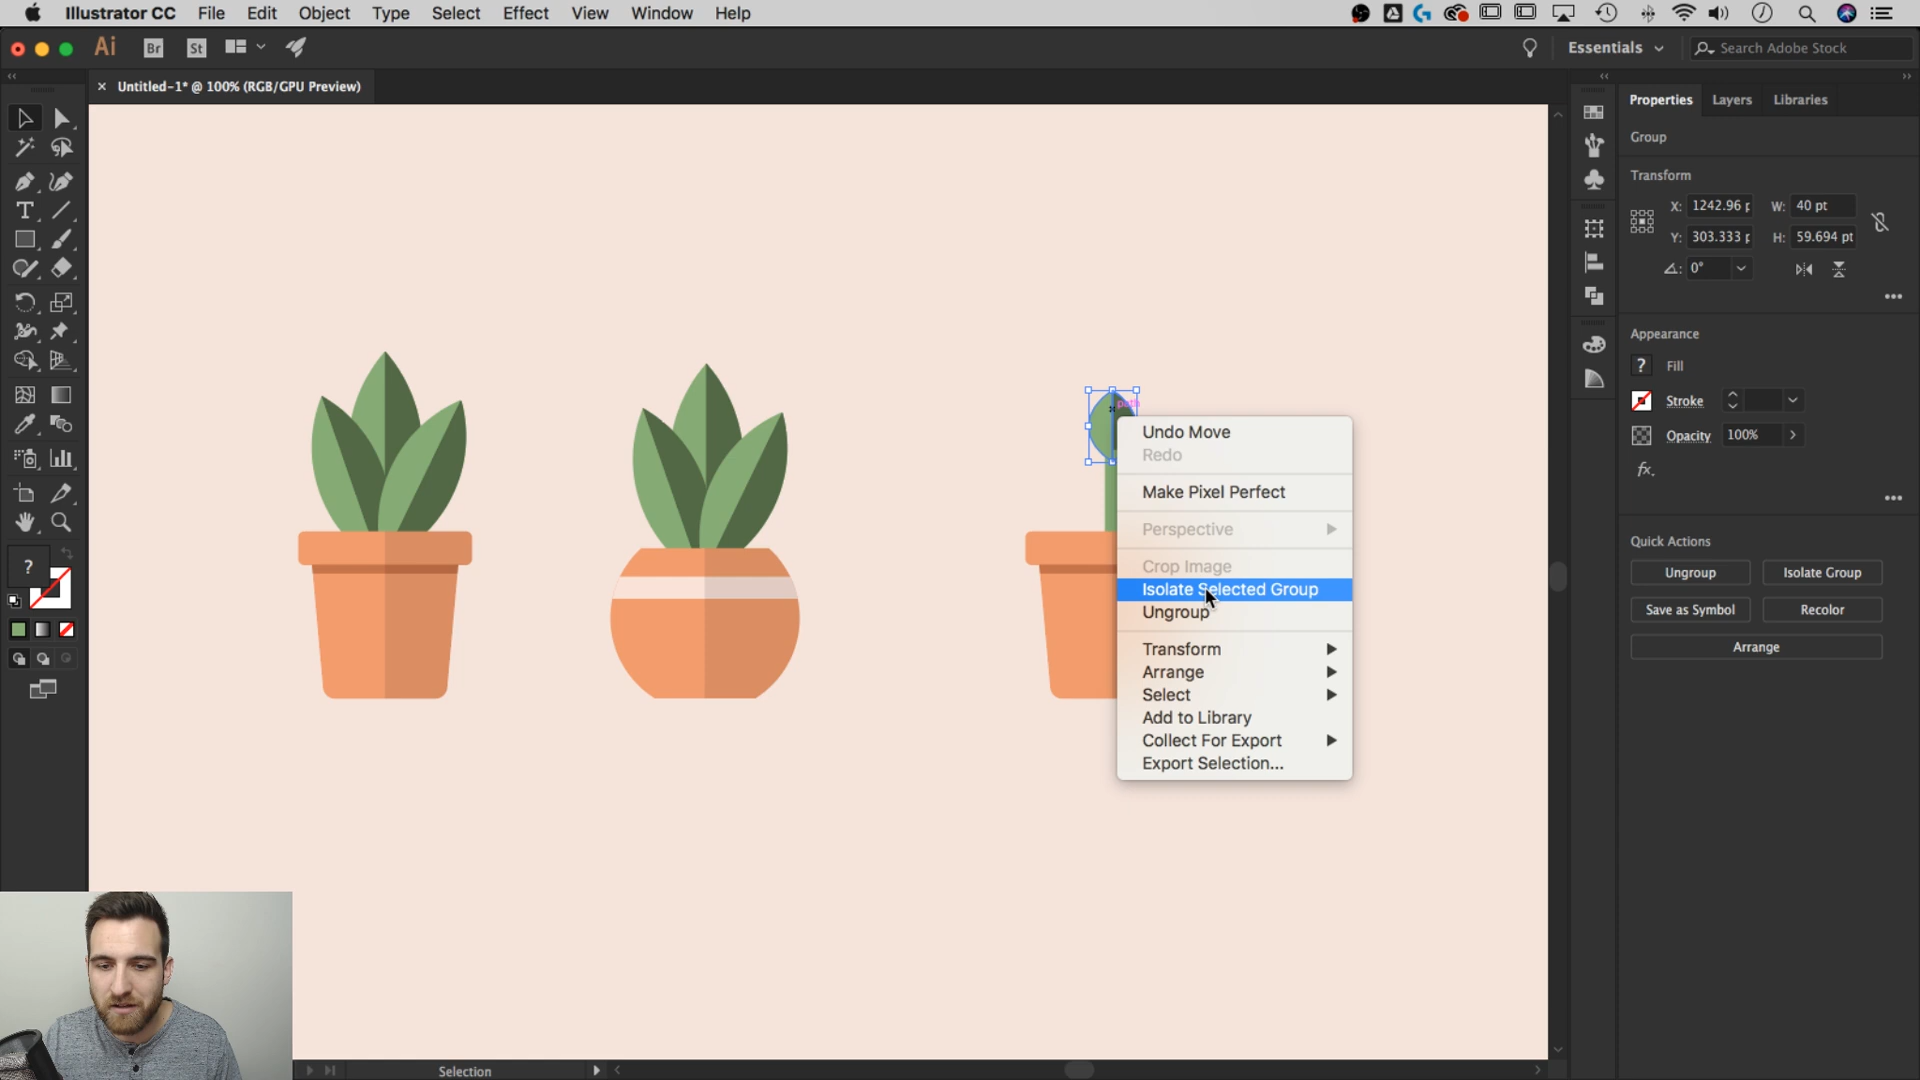 Illustrator CC File Edit Object Type Select Effect View Window Help
Ai Br St Essentials Search Adobe Stock
× Untitled-1* @ 100% (RGB/GPU Preview)
Properties Layers Libraries
Group
Transform
X: 1242.96 p W: 40 pt
Y: 303.333 p H: 59.694 pt
0°
Appearance
? Fill
Stroke
Opacity 100%
fx.
Quick Actions
Ungroup Isolate Group
Save as Symbol Recolor
Arrange
path
Undo Move
Redo
Make Pixel Perfect
Perspective
Crop Image
Isolate Selected Group
Ungroup
Transform
Arrange
Select
Add to Library
Collect For Export
Export Selection...
?
Selection